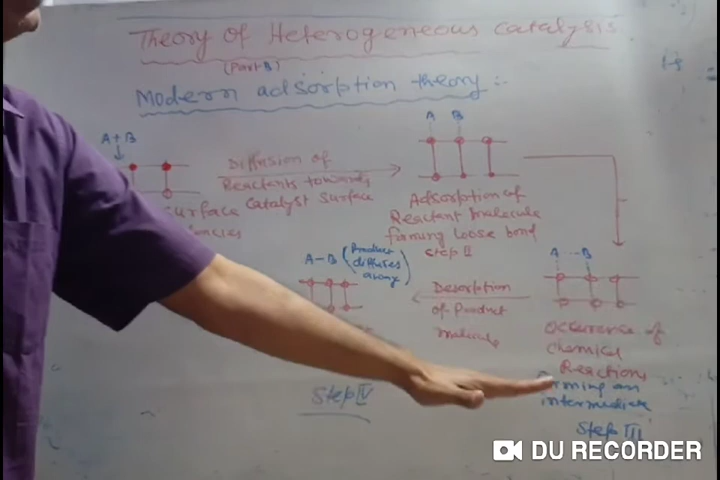 Theory of Heterogeneous catalysis
(Part B)
Modern adsorption theory:-
A+B
Diffusion of
Reactants towards
catalyst surface
surface
A B
Adsorption of
Reactant molecule
forming loose bond
Step II
A--B
Occurrence of
chemical
Reaction,
forming an
intermediate
Step III
Desorption
of Product
molecule
A-B (Product
diffuses
away)
Step IV
DU RECORDER